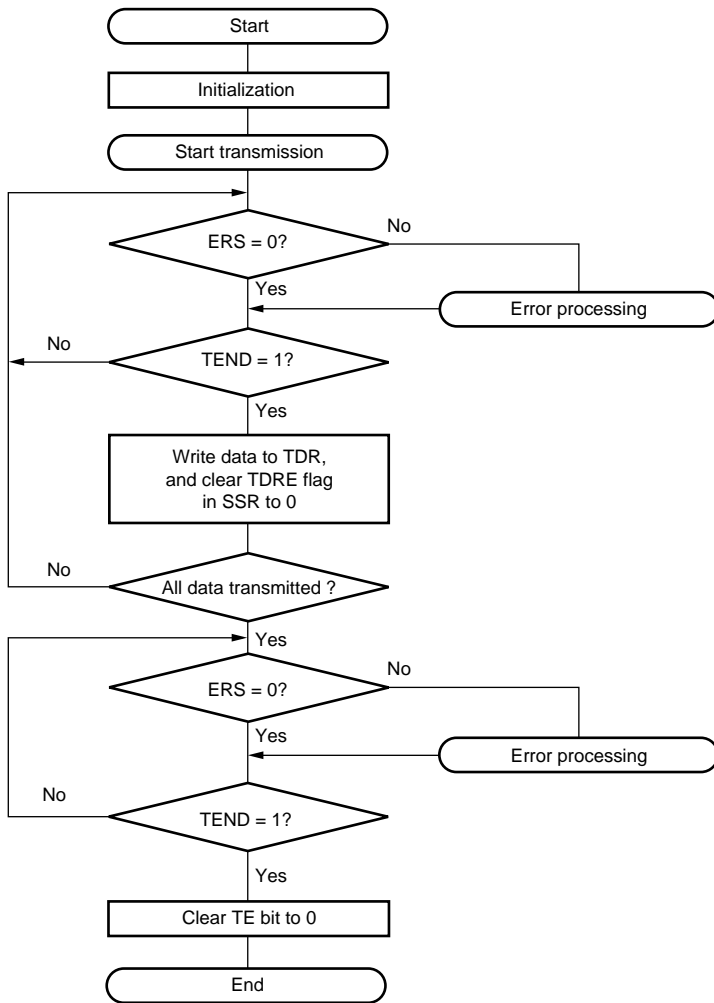 Start
Initialization
Start transmission
ERS = 0?
No
Yes
Error processing
No
TEND = 1?
Yes
Write data to TDR,
and clear TDRE flag
in SSR to 0
No
All data transmitted ?
Yes
No
ERS = 0?
Yes
Error processing
No
TEND = 1?
Yes
Clear TE bit to 0
End